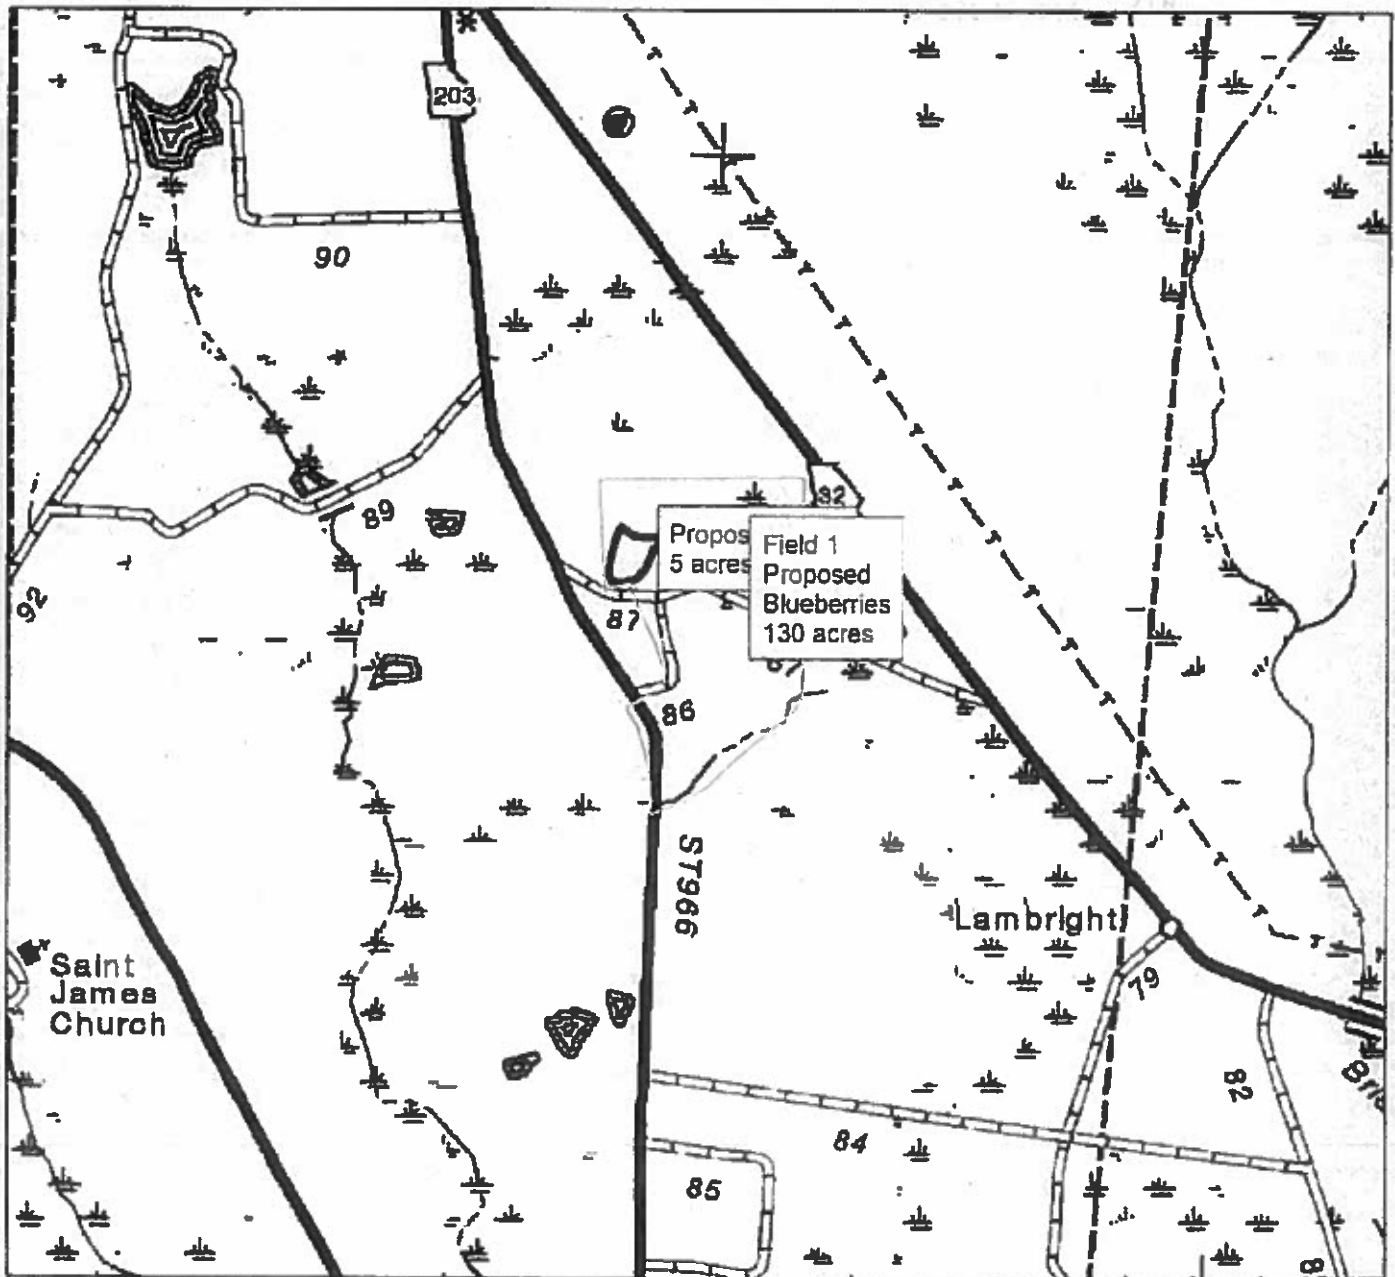 203
90
32
89
Propos
5 acres
Field 1
Proposed
Blueberries
130 acres
92
87
86
ST966
Lambright
79
Saint
James
Church
82
84
85